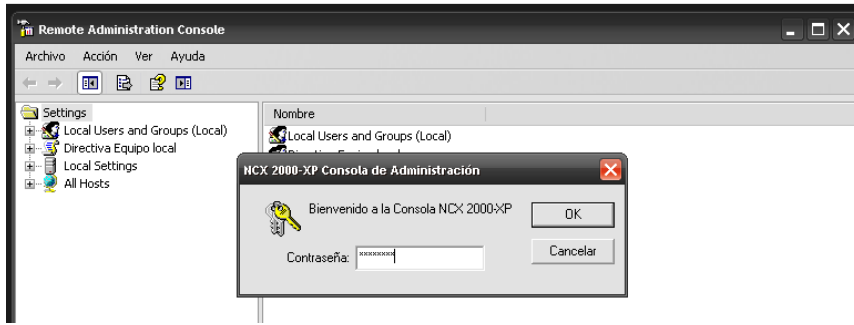 Remote Administration Console
Archivo Acción Ver Ayuda
Settings
Local Users and Groups (Local)
Directiva Equipo local
Local Settings
All Hosts
Nombre
Local Users and Groups (Local)
NCX 2000-XP Consola de Administración
Bienvenido a la Consola NCX 2000-XP
Contraseña: ********
OK
Cancelar